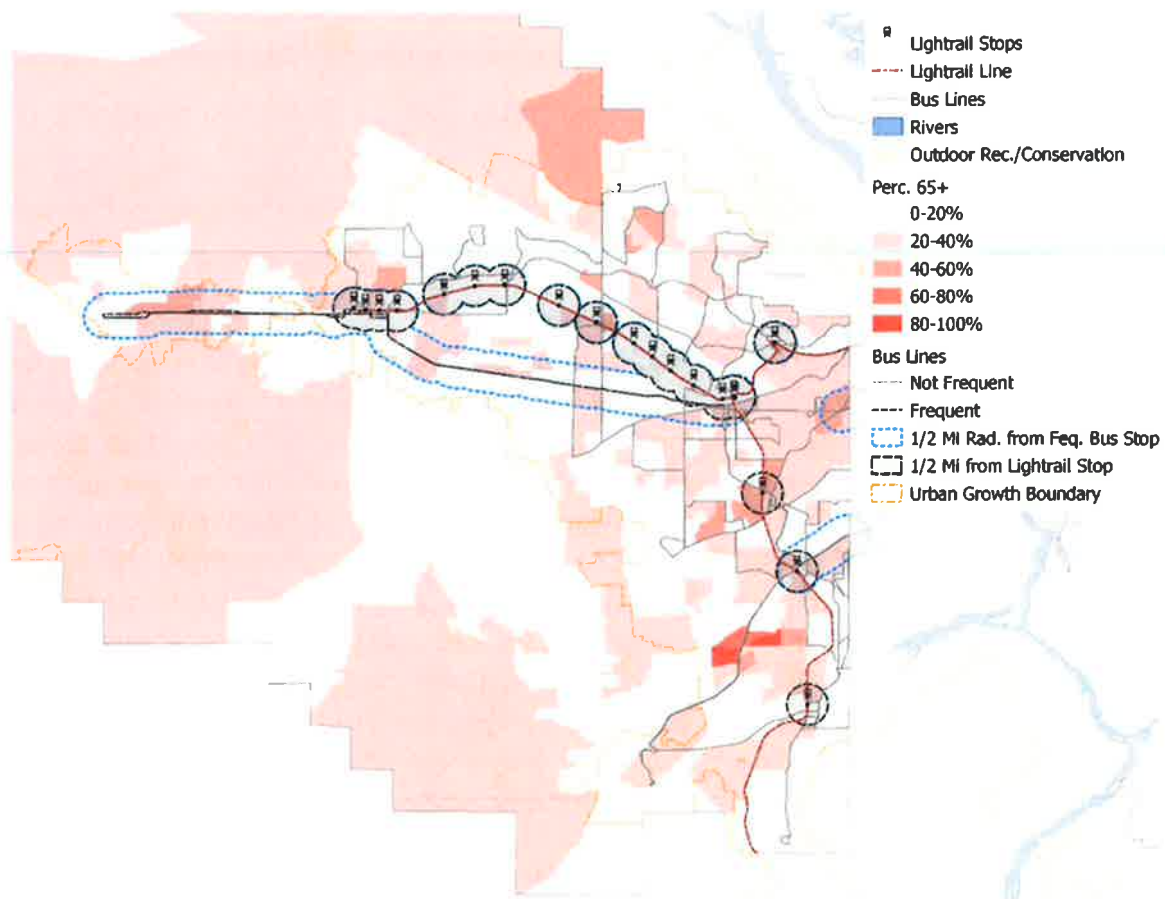 Lightrail Stops
Lightrail Line
Bus Lines
Rivers
Outdoor Rec./Conservation
Perc. 65+
0-20%
20-40%
40-60%
60-80%
80-100%
Bus Lines
Not Frequent
Frequent
1/2 Mi Rad. from Feq. Bus Stop
1/2 Mi from Lightrail Stop
Urban Growth Boundary